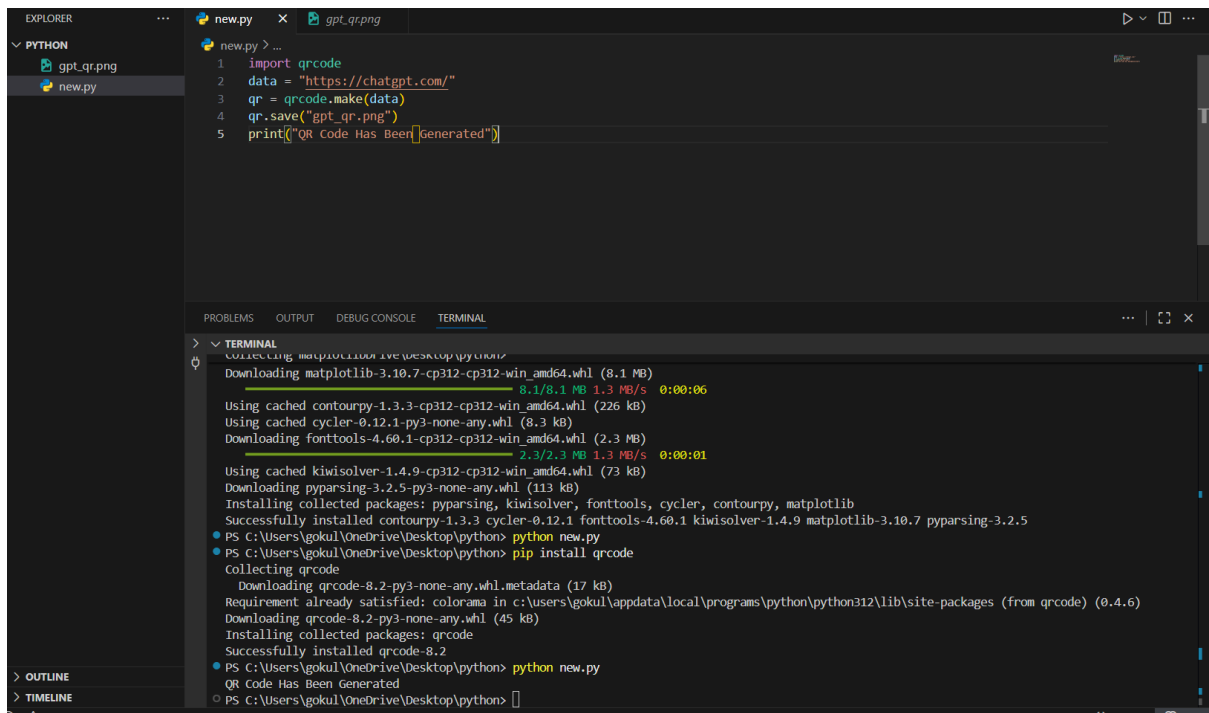 EXPLORER
PYTHON
gpt_qr.png
new.py
OUTLINE
TIMELINE
new.py
gpt_qr.png
new.py > ...
1 import qrcode
2 data = "https://chatgpt.com/"
3 qr = qrcode.make(data)
4 qr.save("gpt_qr.png")
5 print("QR Code Has Been Generated")
PROBLEMS OUTPUT DEBUG CONSOLE TERMINAL
TERMINAL
Downloading matplotlib-3.10.7-cp312-cp312-win_amd64.whl (8.1 MB)
8.1/8.1 MB 1.3 MB/s 0:00:06
Using cached contourpy-1.3.3-cp312-cp312-win_amd64.whl (226 kB)
Using cached cycler-0.12.1-py3-none-any.whl (8.3 kB)
Downloading fonttools-4.60.1-cp312-cp312-win_amd64.whl (2.3 MB)
2.3/2.3 MB 1.3 MB/s 0:00:01
Using cached kiwisolver-1.4.9-cp312-cp312-win_amd64.whl (73 kB)
Downloading pyparsing-3.2.5-py3-none-any.whl (113 kB)
Installing collected packages: pyparsing, kiwisolver, fonttools, cycler, contourpy, matplotlib
Successfully installed contourpy-1.3.3 cycler-0.12.1 fonttools-4.60.1 kiwisolver-1.4.9 matplotlib-3.10.7 pyparsing-3.2.5
PS C:\Users\gokul\OneDrive\Desktop\python> python new.py
PS C:\Users\gokul\OneDrive\Desktop\python> pip install qrcode
Collecting qrcode
Downloading qrcode-8.2-py3-none-any.whl.metadata (17 kB)
Requirement already satisfied: colorama in c:\users\gokul\appdata\local\programs\python\python312\lib\site-packages (from qrcode) (0.4.6)
Downloading qrcode-8.2-py3-none-any.whl (45 kB)
Installing collected packages: qrcode
Successfully installed qrcode-8.2
PS C:\Users\gokul\OneDrive\Desktop\python> python new.py
QR Code Has Been Generated
PS C:\Users\gokul\OneDrive\Desktop\python>